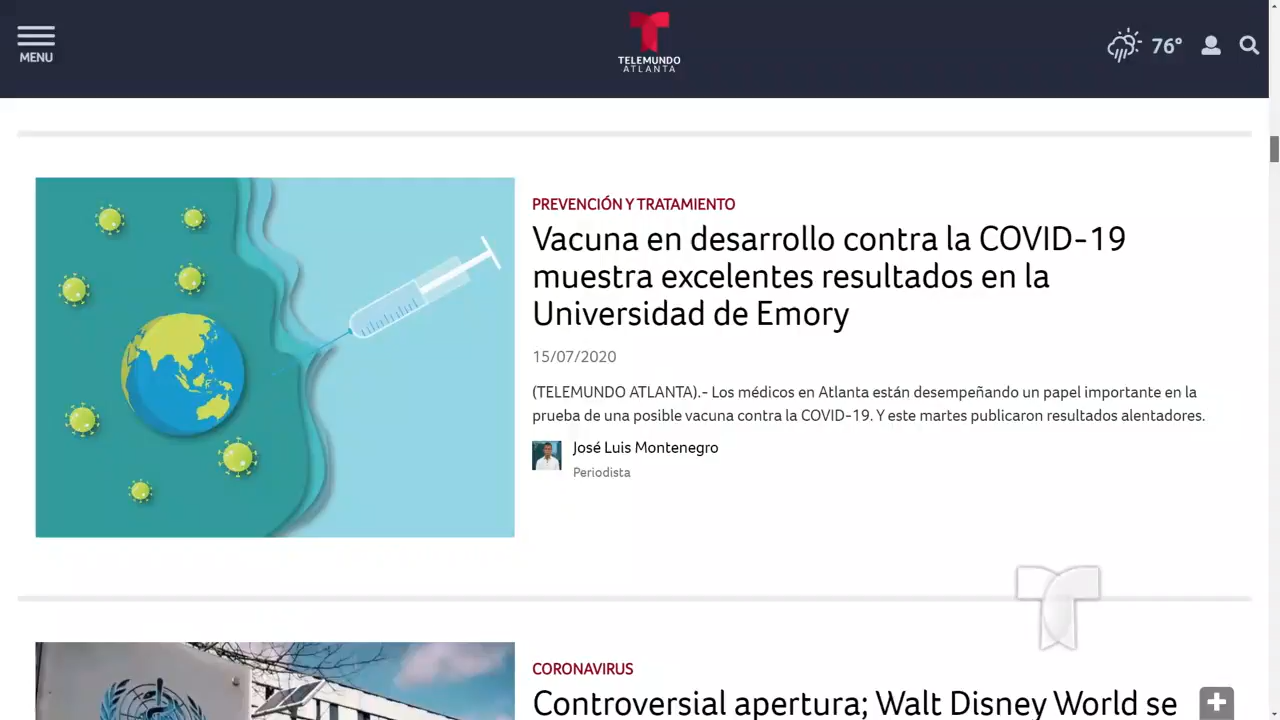 MENU
TELEMUNDO
ATLANTA
76°
PREVENCIÓN Y TRATAMIENTO
Vacuna en desarrollo contra la COVID-19
muestra excelentes resultados en la
Universidad de Emory
15/07/2020
(TELEMUNDO ATLANTA).- Los médicos en Atlanta están desempeñando un papel importante en la
prueba de una posible vacuna contra la COVID-19. Y este martes publicaron resultados alentadores.
José Luis Montenegro
Periodista
CORONAVIRUS
Controversial apertura; Walt Disney World se